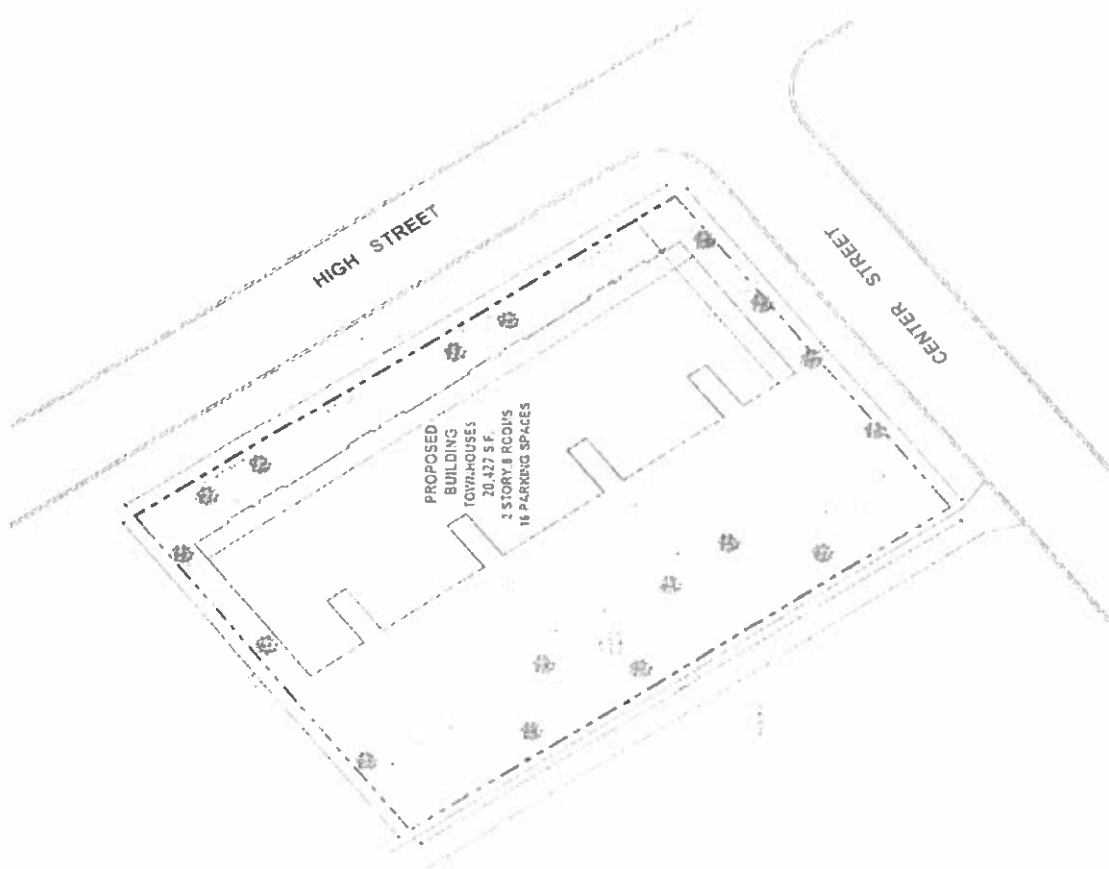 HIGH STREET
CENTER STREET
PROPOSED
BUILDING
TOWNHOUSES
20,427 S.F.
2 STORY, 8 ROOMS
16 PARKING SPACES